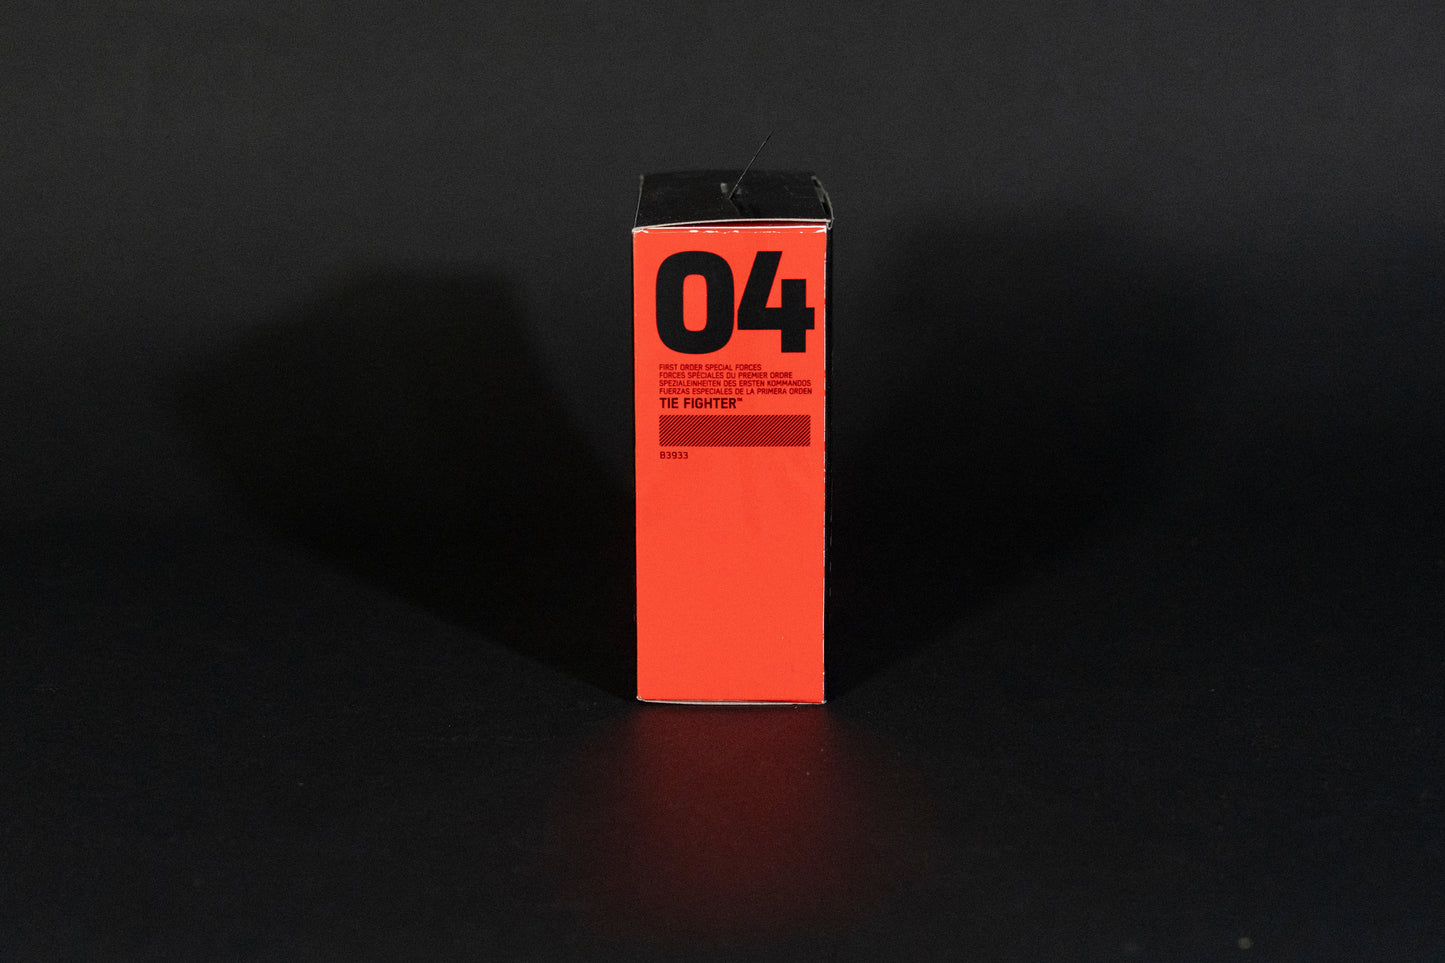 04
FIRST ORDER SPECIAL FORCES
FORCES SPÉCIALES DU PREMIER ORDRE
SPEZIALEINHEITEN DES ERSTEN KOMMANDOS
FUERZAS ESPECIALES DE LA PRIMERA ORDEN
TIE FIGHTER™
B3933